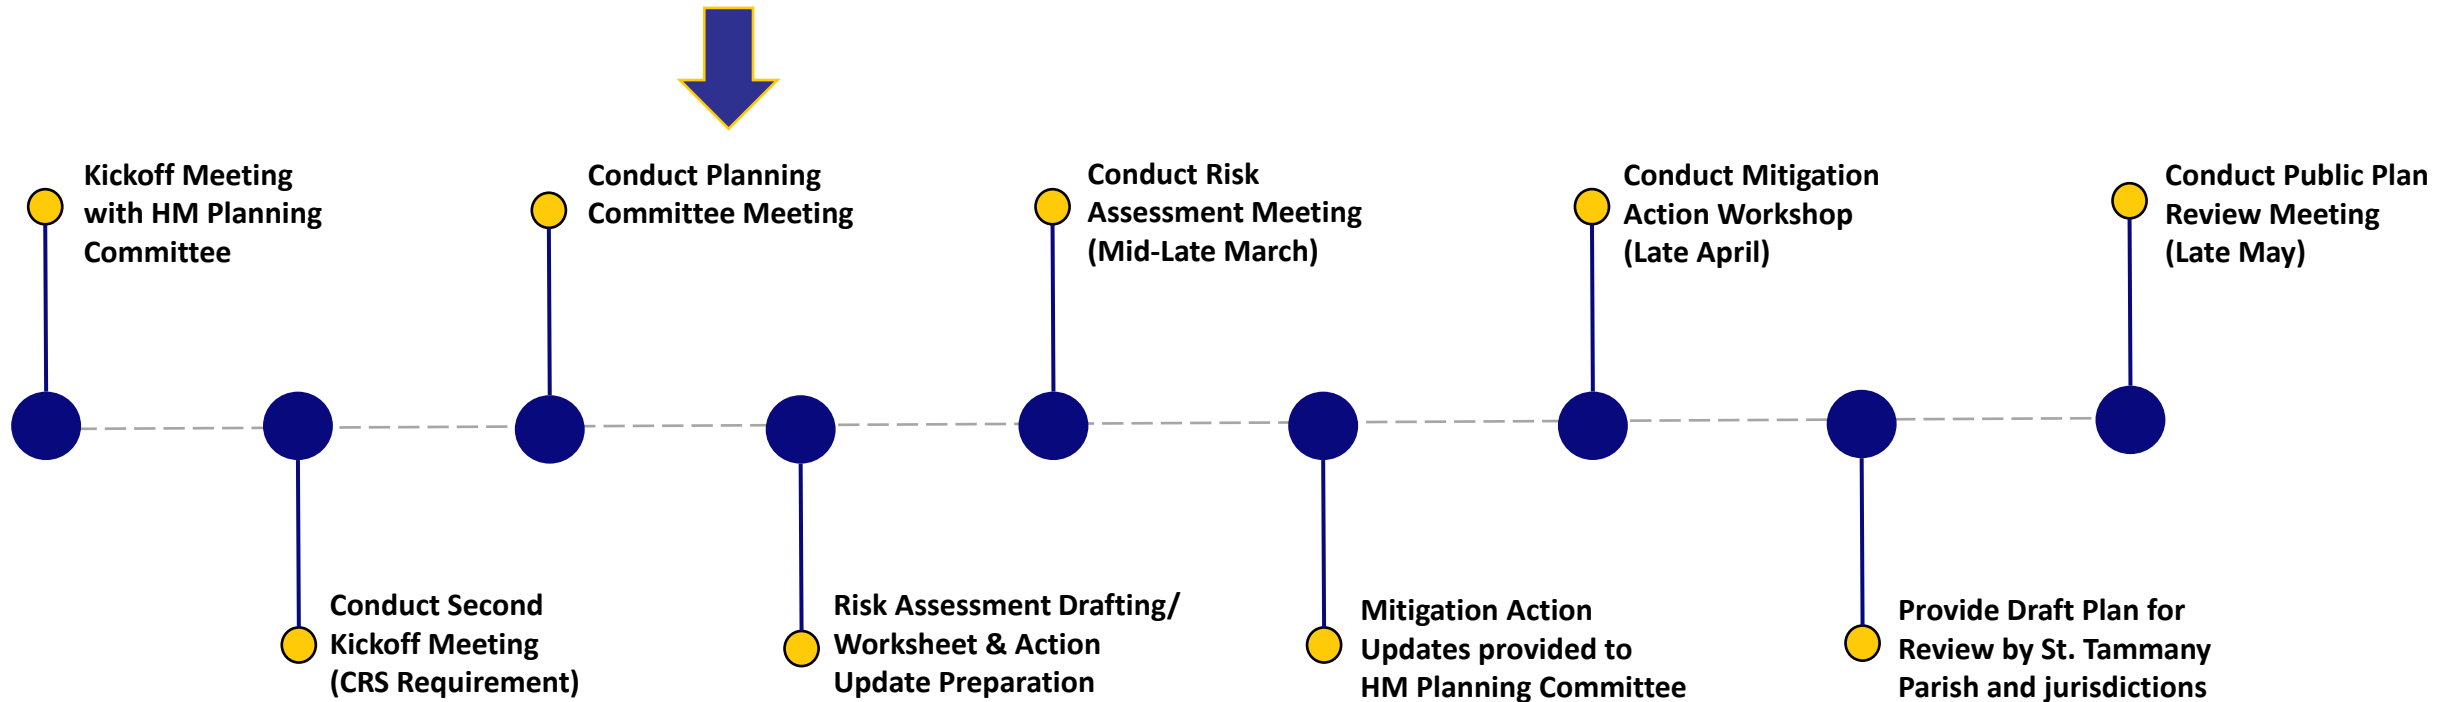 Kickoff Meeting
with HM Planning
Committee
Conduct Second
Kickoff Meeting
(CRS Requirement)
Conduct Planning
Committee Meeting
Risk Assessment Drafting/
Worksheet & Action
Update Preparation
Conduct Risk
Assessment Meeting
(Mid-Late March)
Mitigation Action
Updates provided to
HM Planning Committee
Conduct Mitigation
Action Workshop
(Late April)
Provide Draft Plan for
Review by St. Tammany
Parish and jurisdictions
Conduct Public Plan
Review Meeting
(Late May)